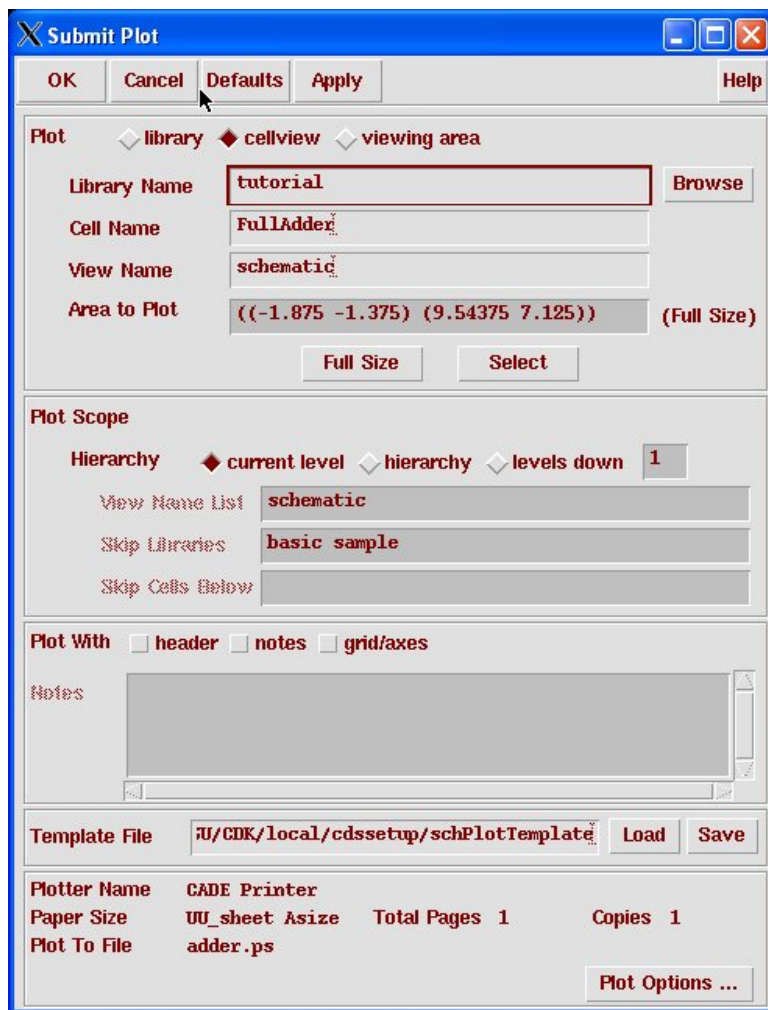 Submit Plot
OK Cancel Defaults Apply Help
Plot library cellview viewing area
Library Name tutorial Browse
Cell Name FullAdder
View Name schematic
Area to Plot ((-1.875 -1.375) (9.54375 7.125)) (Full Size)
Full Size Select
Plot Scope
Hierarchy current level hierarchy levels down 1
View Name List schematic
Skip Libraries basic sample
Skip Cells Below
Plot With header notes grid/axes
Notes
Template File U/CDK/local/cdssetup/schPlotTemplate Load Save
Plotter Name CADE Printer
Paper Size UU_sheet Asize Total Pages 1 Copies 1
Plot To File adder.ps
Plot Options ...